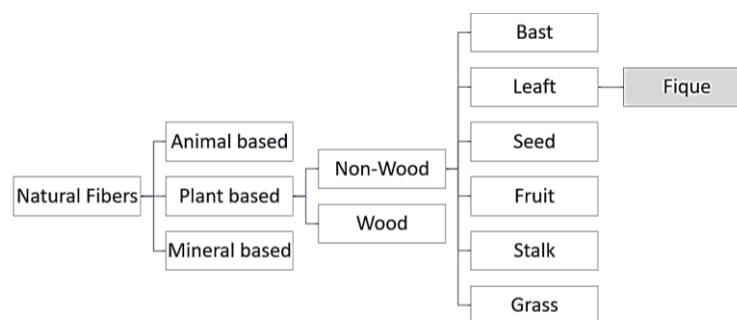 Natural Fibers
Animal based
Plant based
Mineral based
Non-Wood
Wood
Bast
Leaft
Seed
Fruit
Stalk
Grass
Fique